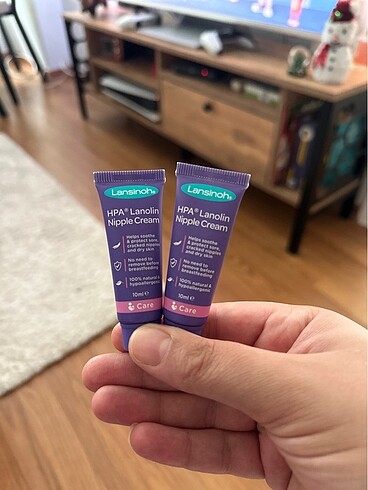 Lansinoh®
HPA® Lanolin
Nipple Cream
Helps soothe
& protect sore,
cracked nipples
and dry skin
No need to
remove before
breastfeeding
100% natural &
hypoallergenic
10ml ℮
Care
Lansinoh®
HPA® Lanolin
Nipple Cream
Helps soothe
& protect sore,
cracked nipples
and dry skin
No need to
remove before
breastfeeding
100% natural &
hypoallergenic
10ml ℮
Care